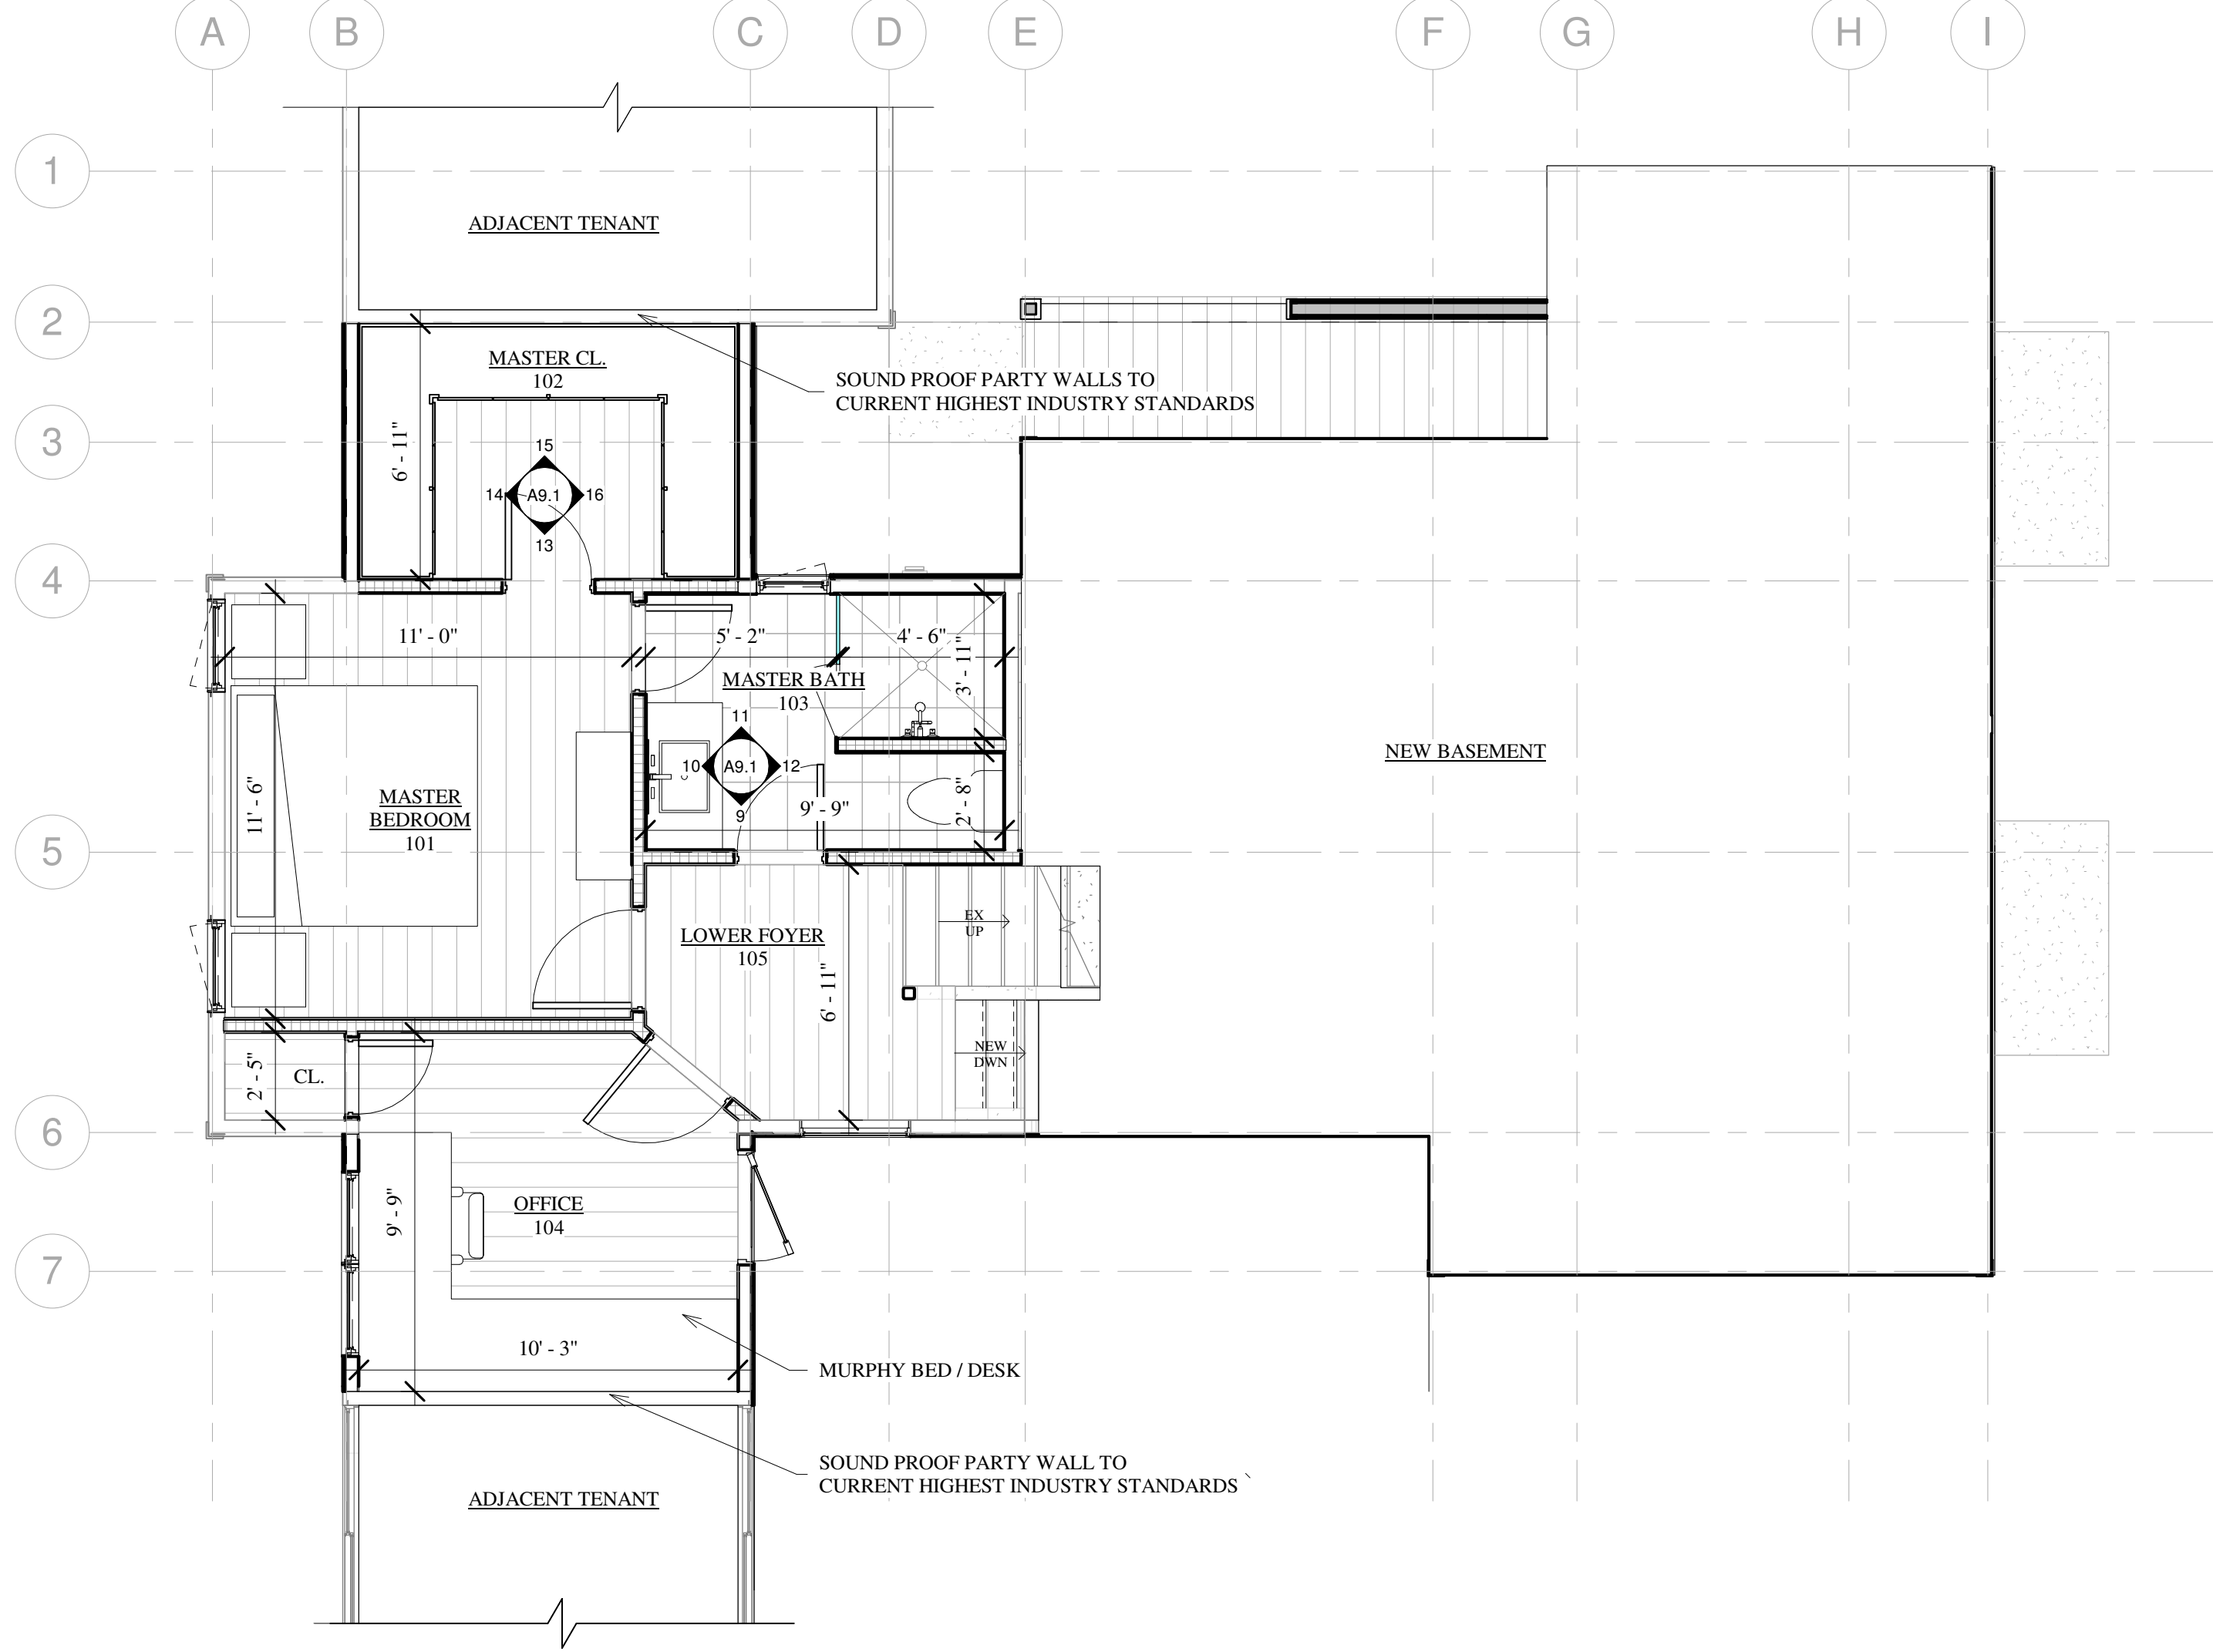 A
B
C
D
E
F
G
H
I
1
ADJACENT TENANT
2
MASTER CL.
102
SOUND PROOF PARTY WALLS TO
CURRENT HIGHEST INDUSTRY STANDARDS
3
6' - 11"
15
14
A9.1
16
13
4
11' - 0"
5' - 2"
4' - 6"
3' - 11"
MASTER BATH
103
11
10
A9.1
12
9
9' - 9"
2' - 8"
NEW BASEMENT
11' - 6"
MASTER
BEDROOM
101
5
LOWER FOYER
105
EX
UP
6' - 11"
NEW
DWN
2' - 5"
CL.
6
9' - 9"
OFFICE
104
7
10' - 3"
MURPHY BED / DESK
SOUND PROOF PARTY WALL TO
CURRENT HIGHEST INDUSTRY STANDARDS `
ADJACENT TENANT